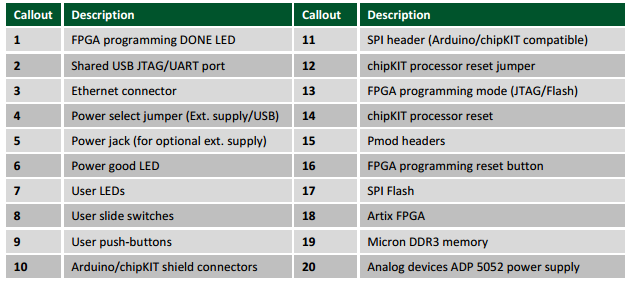 Callout Description Callout Description
1 FPGA programming DONE LED 11 SPI header (Arduino/chipKIT compatible)
2 Shared USB JTAG/UART port 12 chipKIT processor reset jumper
3 Ethernet connector 13 FPGA programming mode (JTAG/Flash)
4 Power select jumper (Ext. supply/USB) 14 chipKIT processor reset
5 Power jack (for optional ext. supply) 15 Pmod headers
6 Power good LED 16 FPGA programming reset button
7 User LEDs 17 SPI Flash
8 User slide switches 18 Artix FPGA
9 User push-buttons 19 Micron DDR3 memory
10 Arduino/chipKIT shield connectors 20 Analog devices ADP 5052 power supply